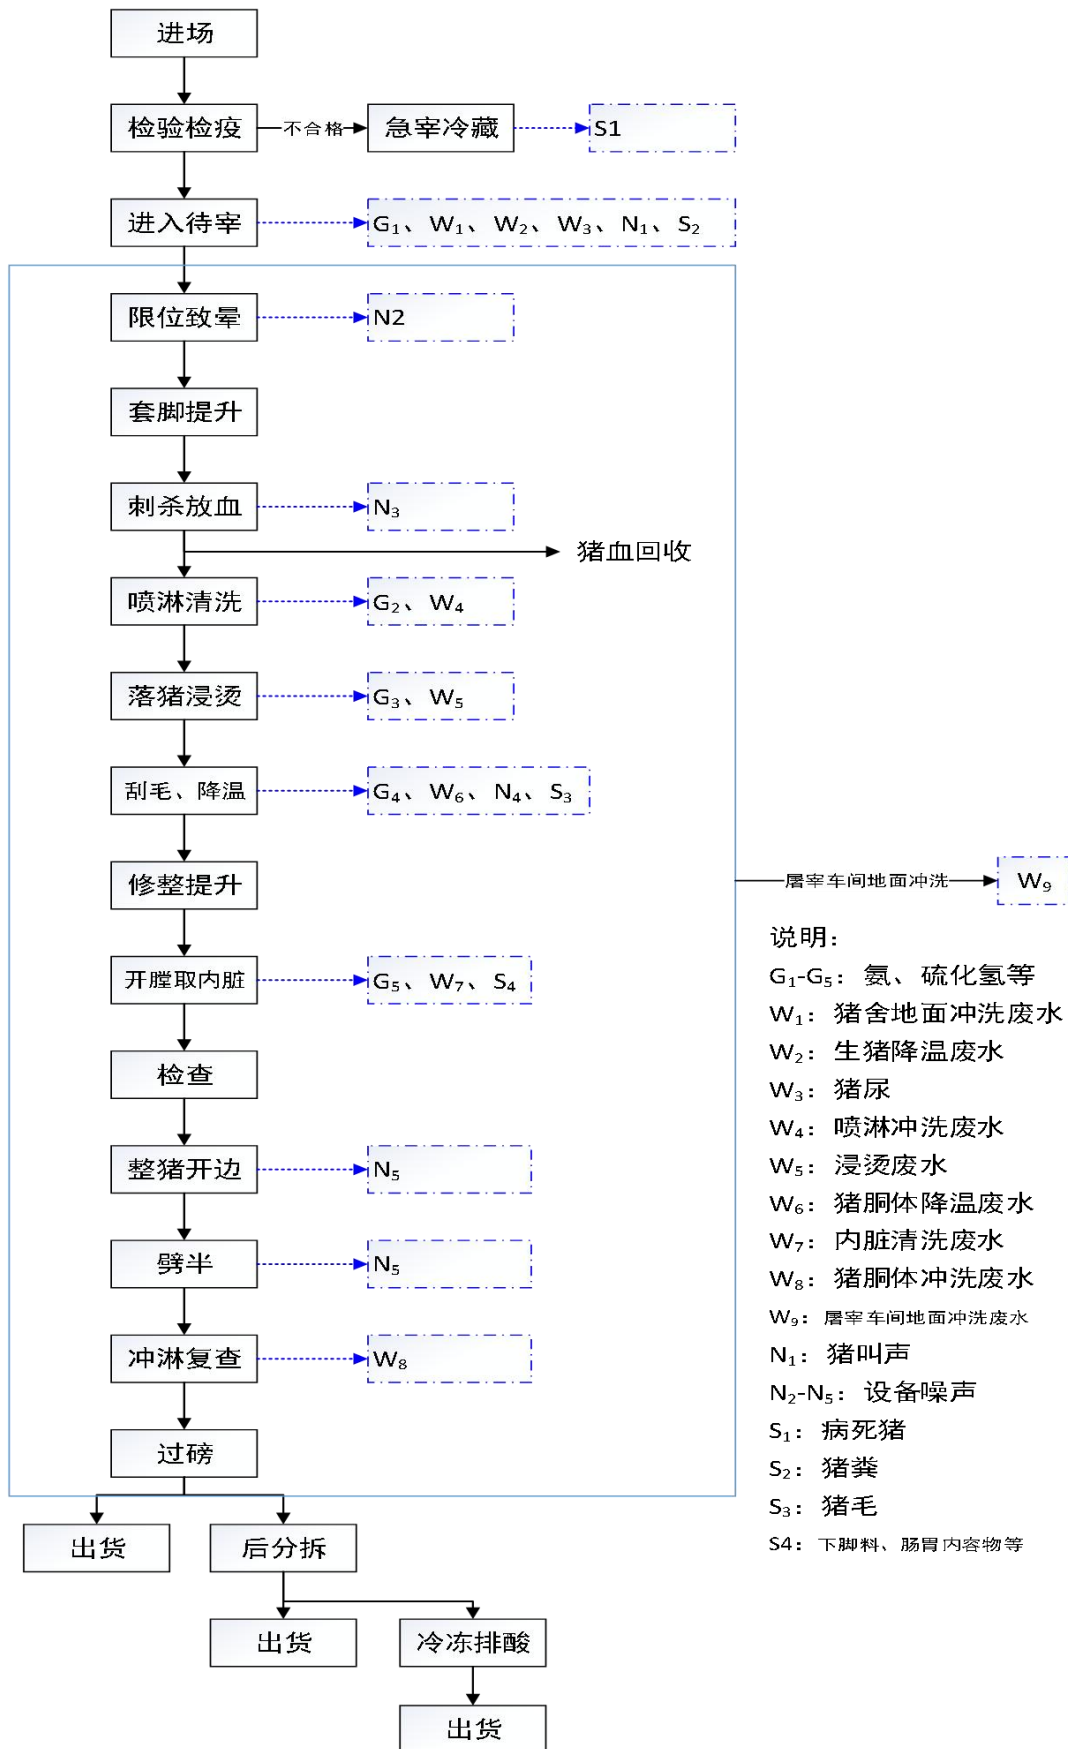 进场
检验检疫
不合格
急宰冷藏
S1
进入待宰
G₁、W₁、W₂、W₃、N₁、S₂
限位致晕
N2
套脚提升
刺杀放血
N₃
猪血回收
喷淋清洗
G₂、W₄
落猪浸烫
G₃、W₅
刮毛、降温
G₄、W₆、N₄、S₃
修整提升
屠宰车间地面冲洗
W₉
开膛取内脏
G₅、W₇、S₄
检查
整猪开边
N₅
劈半
N₅
冲淋复查
W₈
过磅
出货
后分拆
出货
冷冻排酸
出货
说明：
G₁-G₅：氨、硫化氢等
W₁：猪舍地面冲洗废水
W₂：生猪降温废水
W₃：猪尿
W₄：喷淋冲洗废水
W₅：浸烫废水
W₆：猪胴体降温废水
W₇：内脏清洗废水
W₈：猪胴体冲洗废水
W₉：屠宰车间地面冲洗废水
N₁：猪叫声
N₂-N₅：设备噪声
S₁：病死猪
S₂：猪粪
S₃：猪毛
S4：下脚料、肠胃内容物等